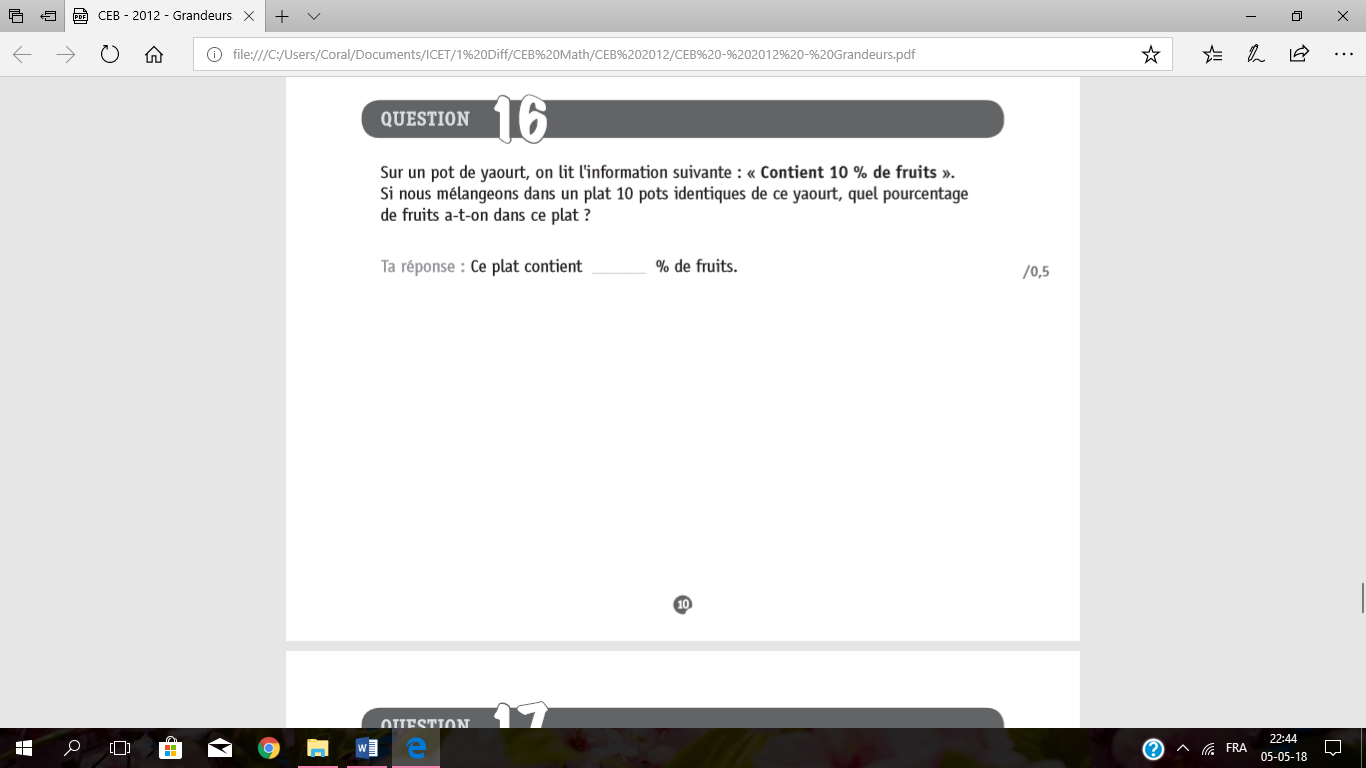 CEB - 2012 - Grandeurs
file:///C:/Users/Coral/Documents/ICET/1%20Diff/CEB%20Math/CEB%202012/CEB%20-%202012%20-%20Grandeurs.pdf
QUESTION 16
Sur un pot de yaourt, on lit l'information suivante : « Contient 10 % de fruits ».
Si nous mélangeons dans un plat 10 pots identiques de ce yaourt, quel pourcentage
de fruits a-t-on dans ce plat ?
Ta réponse : Ce plat contient ______ % de fruits.
/0,5
10
QUESTION 17
FRA
22:44
05-05-18